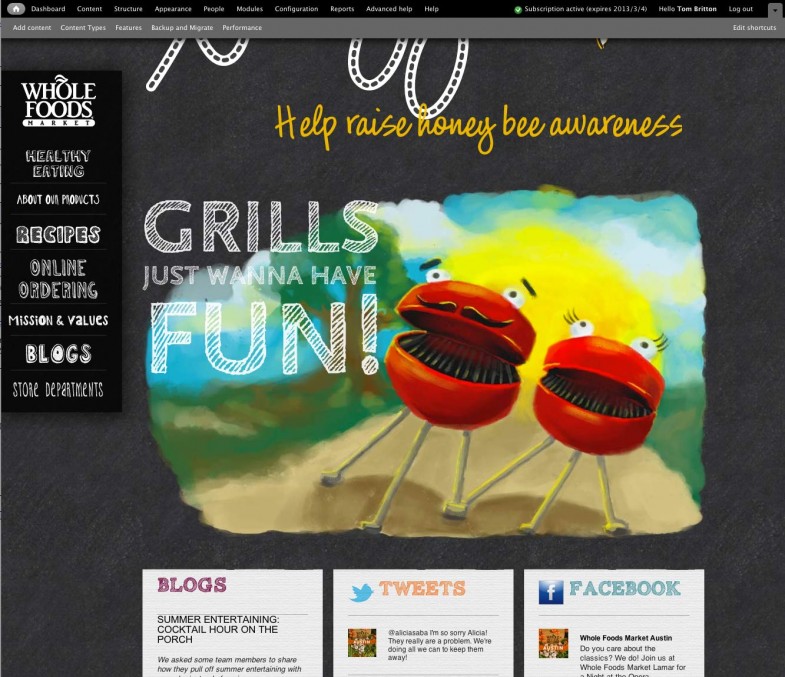 Dashboard Content Structure Appearance People Modules Configuration Reports Advanced help Help Subscription active (expires 2013/3/4) Hello Tom Britton Log out
Add content Content Types Features Backup and Migrate Performance Edit shortcuts
WHOLE
FOODS
MARKET
HEALTHY
EATING
ABOUT OUR PRODUCTS
RECIPES
ONLINE
ORDERING
MISSION & VALUES
BLOGS
STORE DEPARTMENTS
Help raise honey bee awareness
GRILLS
JUST WANNA HAVE
FUN!
BLOGS
SUMMER ENTERTAINING:
COCKTAIL HOUR ON THE
PORCH
We asked some team members to share
how they pull off summer entertaining with
TWEETS
@aliciasaba I'm so sorry Alicia!
They really are a problem. We're
doing all we can to keep them
away!
FACEBOOK
Whole Foods Market Austin
Do you care about the
classics? We do! Join us at
Whole Foods Market Lamar for
a Night at the Opera